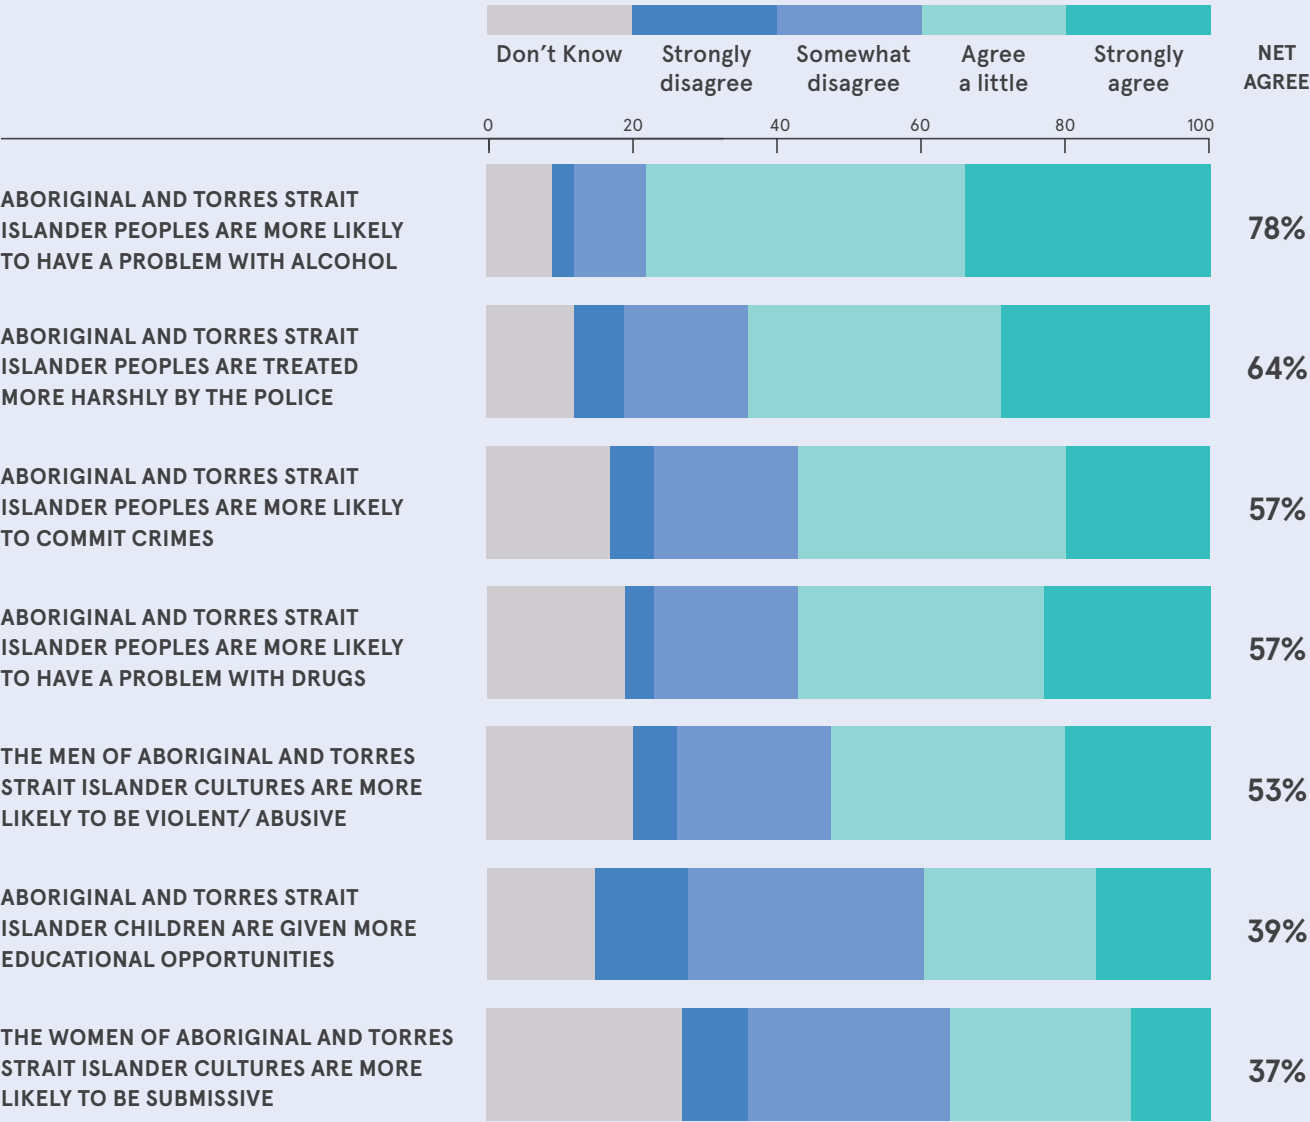 Don’t Know
Strongly disagree
Somewhat disagree
Agree a little
Strongly agree
NET AGREE
0 20 40 60 80 100
ABORIGINAL AND TORRES STRAIT
ISLANDER PEOPLES ARE MORE LIKELY
TO HAVE A PROBLEM WITH ALCOHOL
78%
ABORIGINAL AND TORRES STRAIT
ISLANDER PEOPLES ARE TREATED
MORE HARSHLY BY THE POLICE
64%
ABORIGINAL AND TORRES STRAIT
ISLANDER PEOPLES ARE MORE LIKELY
TO COMMIT CRIMES
57%
ABORIGINAL AND TORRES STRAIT
ISLANDER PEOPLES ARE MORE LIKELY
TO HAVE A PROBLEM WITH DRUGS
57%
THE MEN OF ABORIGINAL AND TORRES
STRAIT ISLANDER CULTURES ARE MORE
LIKELY TO BE VIOLENT/ ABUSIVE
53%
ABORIGINAL AND TORRES STRAIT
ISLANDER CHILDREN ARE GIVEN MORE
EDUCATIONAL OPPORTUNITIES
39%
THE WOMEN OF ABORIGINAL AND TORRES
STRAIT ISLANDER CULTURES ARE MORE
LIKELY TO BE SUBMISSIVE
37%